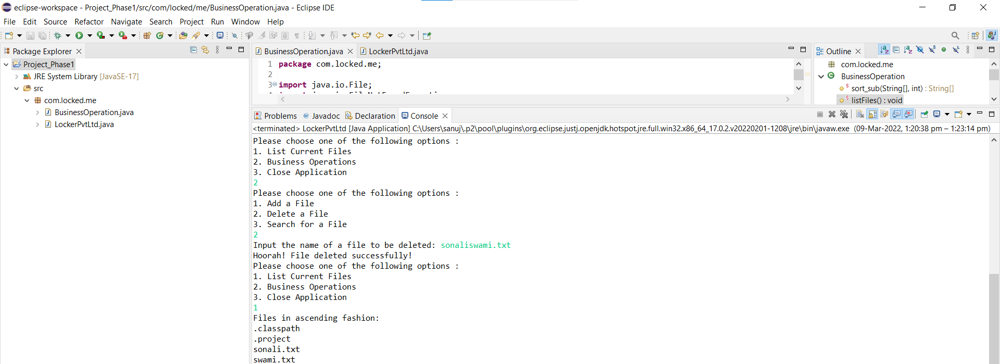 eclipse-workspace - Project_Phase1/src/com/locked/me/BusinessOperation.java - Eclipse IDE
File Edit Source Refactor Navigate Search Project Run Window Help
Package Explorer
Project_Phase1
JRE System Library [JavaSE-17]
src
com.locked.me
BusinessOperation.java
LockerPvtLtd.java
BusinessOperation.java LockerPvtLtd.java
1 package com.locked.me;
2
3 import java.io.File;
Outline
com.locked.me
BusinessOperation
sort_sub(String[], int) : String[]
listFiles() : void
Problems @ Javadoc Declaration Console
<terminated> LockerPvtLtd [Java Application] C:\Users\sanuj\.p2\pool\plugins\org.eclipse.justj.openjdk.hotspot.jre.full.win32.x86_64_17.0.2.v20220201-1208\jre\bin\javaw.exe (09-Mar-2022, 1:20:38 pm – 1:23:14 pm)
Please choose one of the following options :
1. List Current Files
2. Business Operations
3. Close Application
2
Please choose one of the following options :
1. Add a File
2. Delete a File
3. Search for a File
2
Input the name of a file to be deleted: sonaliswami.txt
Hoorah! File deleted successfully!
Please choose one of the following options :
1. List Current Files
2. Business Operations
3. Close Application
1
Files in ascending fashion:
.classpath
.project
sonali.txt
swami.txt